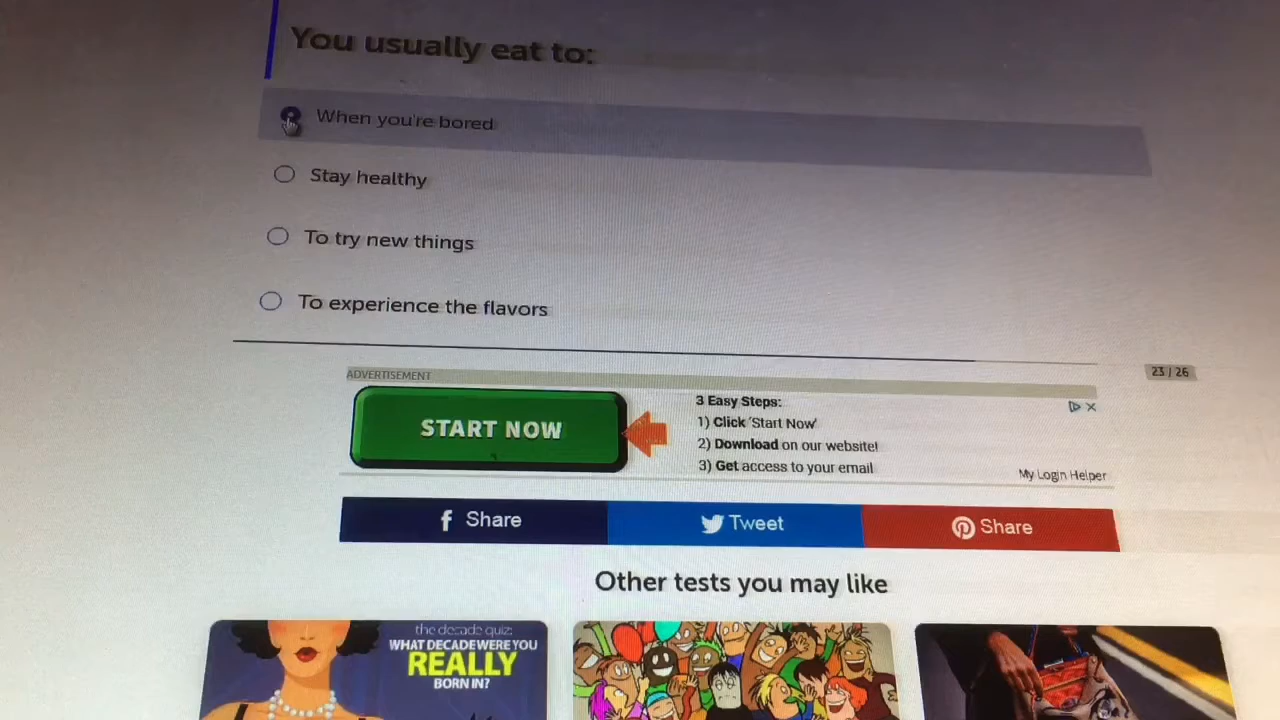 You usually eat to:
When you're bored
Stay healthy
To try new things
To experience the flavors
23 / 26
ADVERTISEMENT
START NOW
3 Easy Steps:
1) Click 'Start Now'
2) Download on our website!
3) Get access to your email
My Login Helper
Share
Tweet
Share
Other tests you may like
the decade quiz:
WHAT DECADE WERE YOU
REALLY
BORN IN?